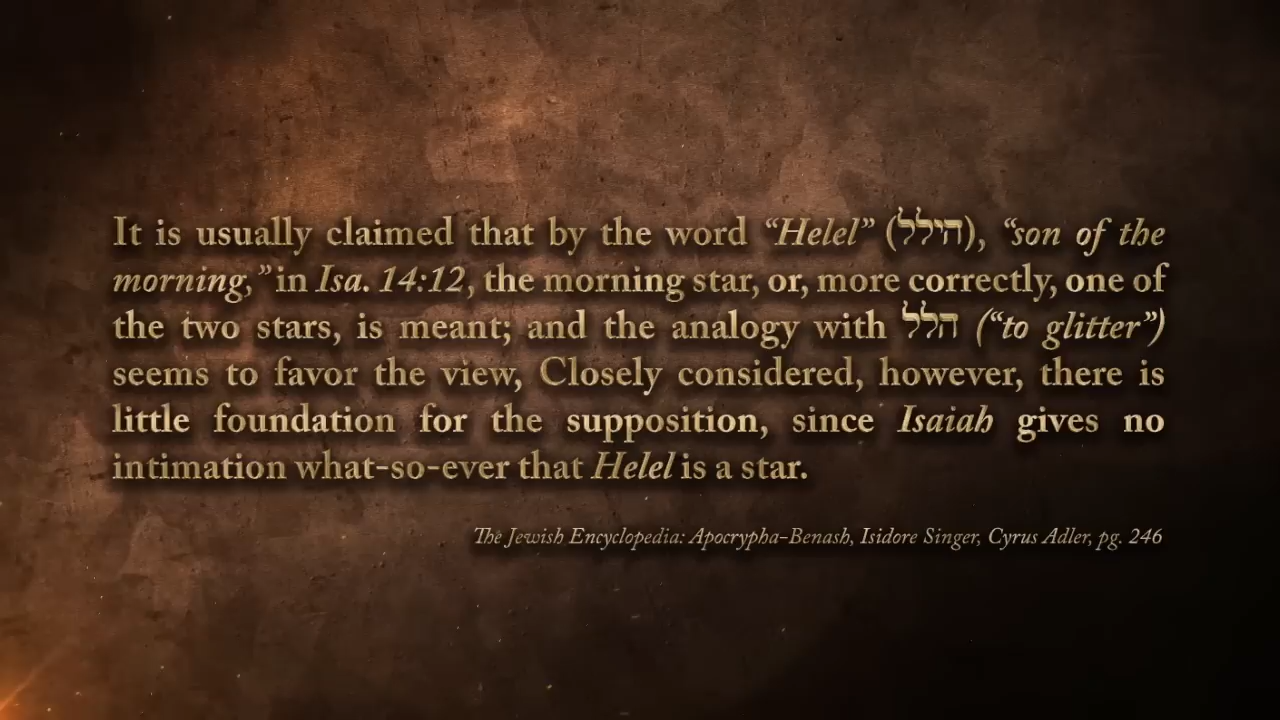 It is usually claimed that by the word “Helel” (הילל), “son of the
morning,” in Isa. 14:12, the morning star, or, more correctly, one of
the two stars, is meant; and the analogy with הלל (“to glitter”)
seems to favor the view, Closely considered, however, there is
little foundation for the supposition, since Isaiah gives no
intimation what-so-ever that Helel is a star.
The Jewish Encyclopedia: Apocrypha-Benash, Isidore Singer, Cyrus Adler, pg. 246